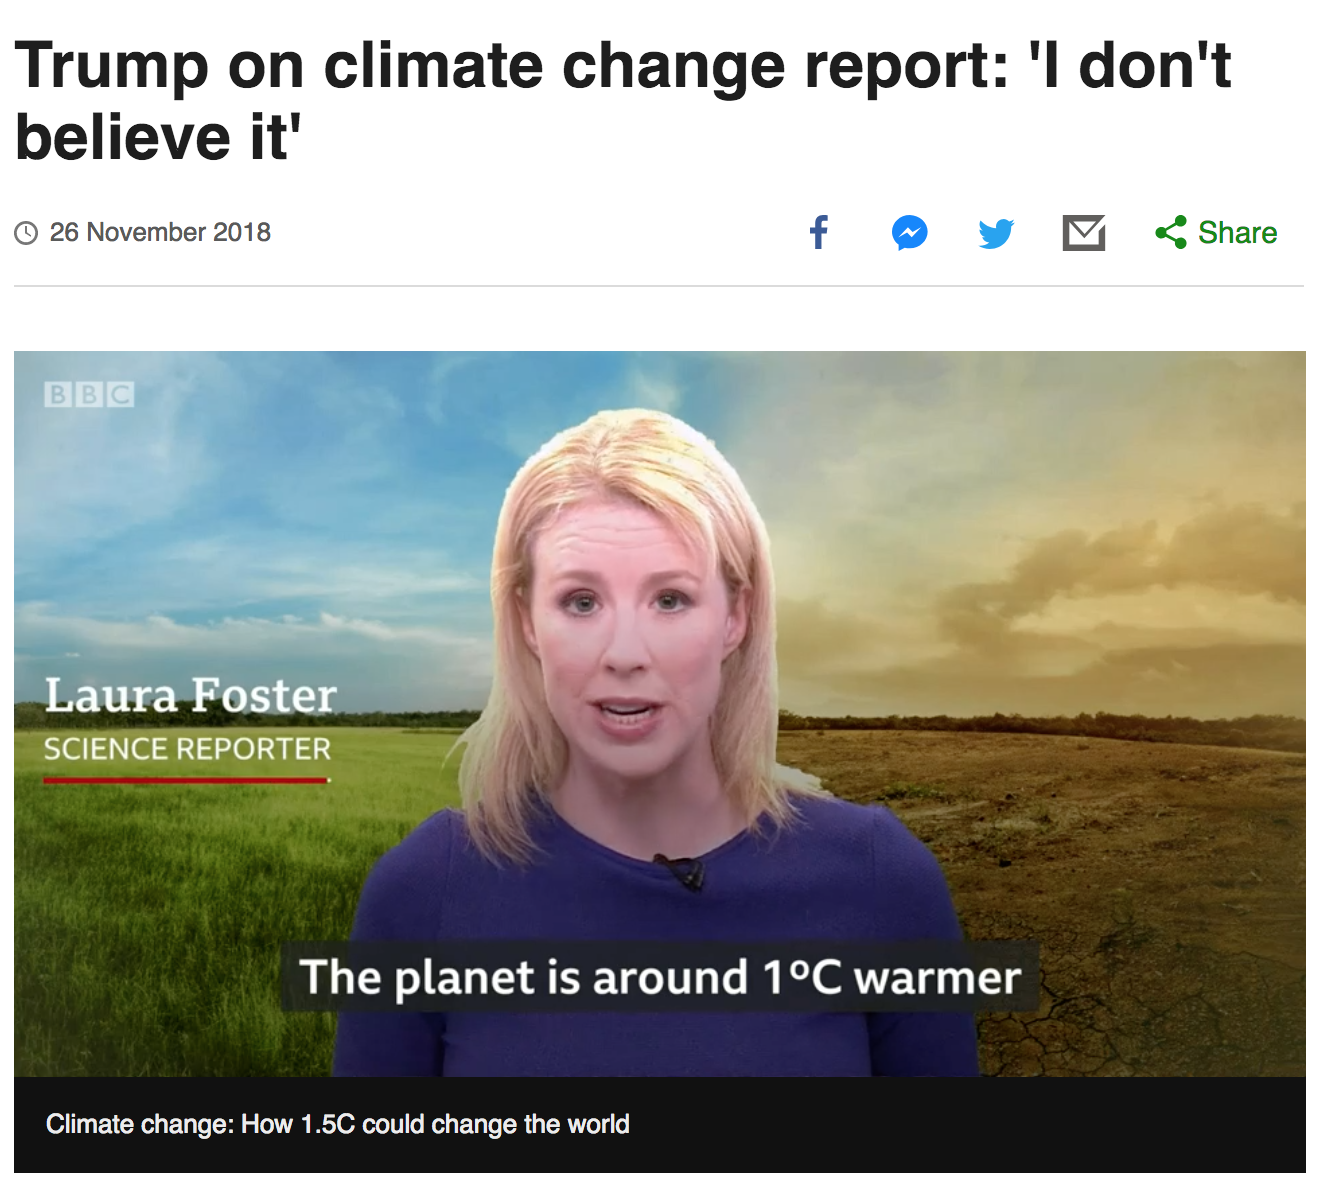 Trump on climate change report: 'I don't
believe it'
26 November 2018
Share
BBC
Laura Foster
SCIENCE REPORTER
The planet is around 1°C warmer
Climate change: How 1.5C could change the world